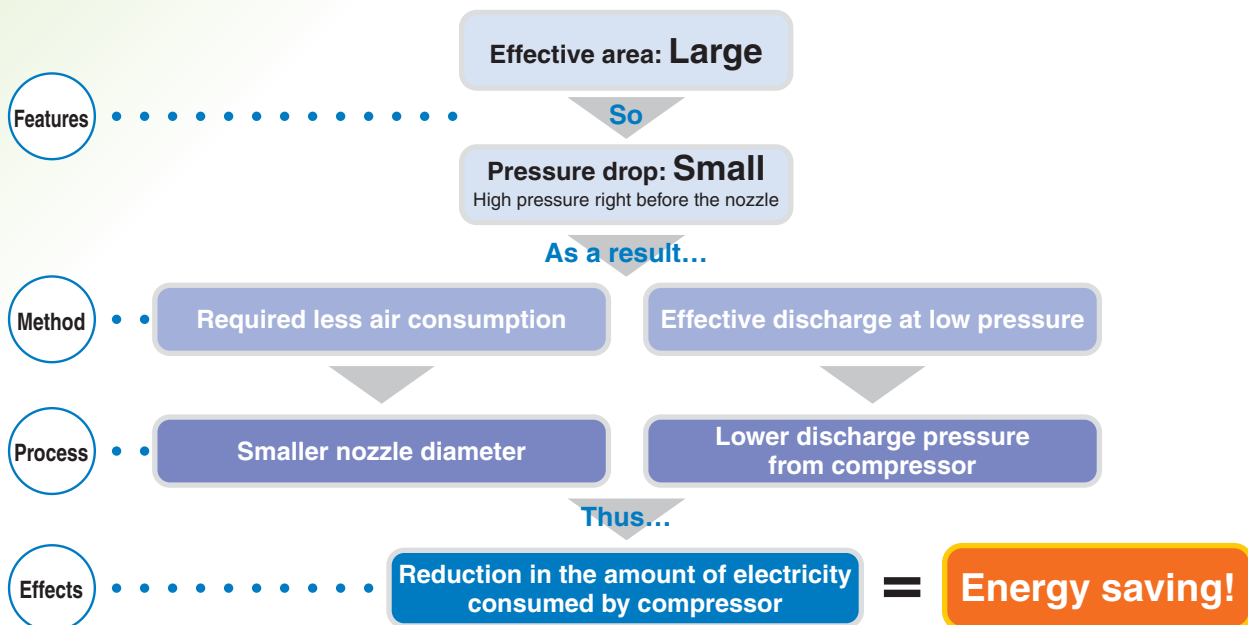 Effective area: Large
Features
So
Pressure drop: Small
High pressure right before the nozzle
As a result…
Method
Required less air consumption
Effective discharge at low pressure
Process
Smaller nozzle diameter
Lower discharge pressure
from compressor
Thus…
Effects
Reduction in the amount of electricity
consumed by compressor
=
Energy saving!